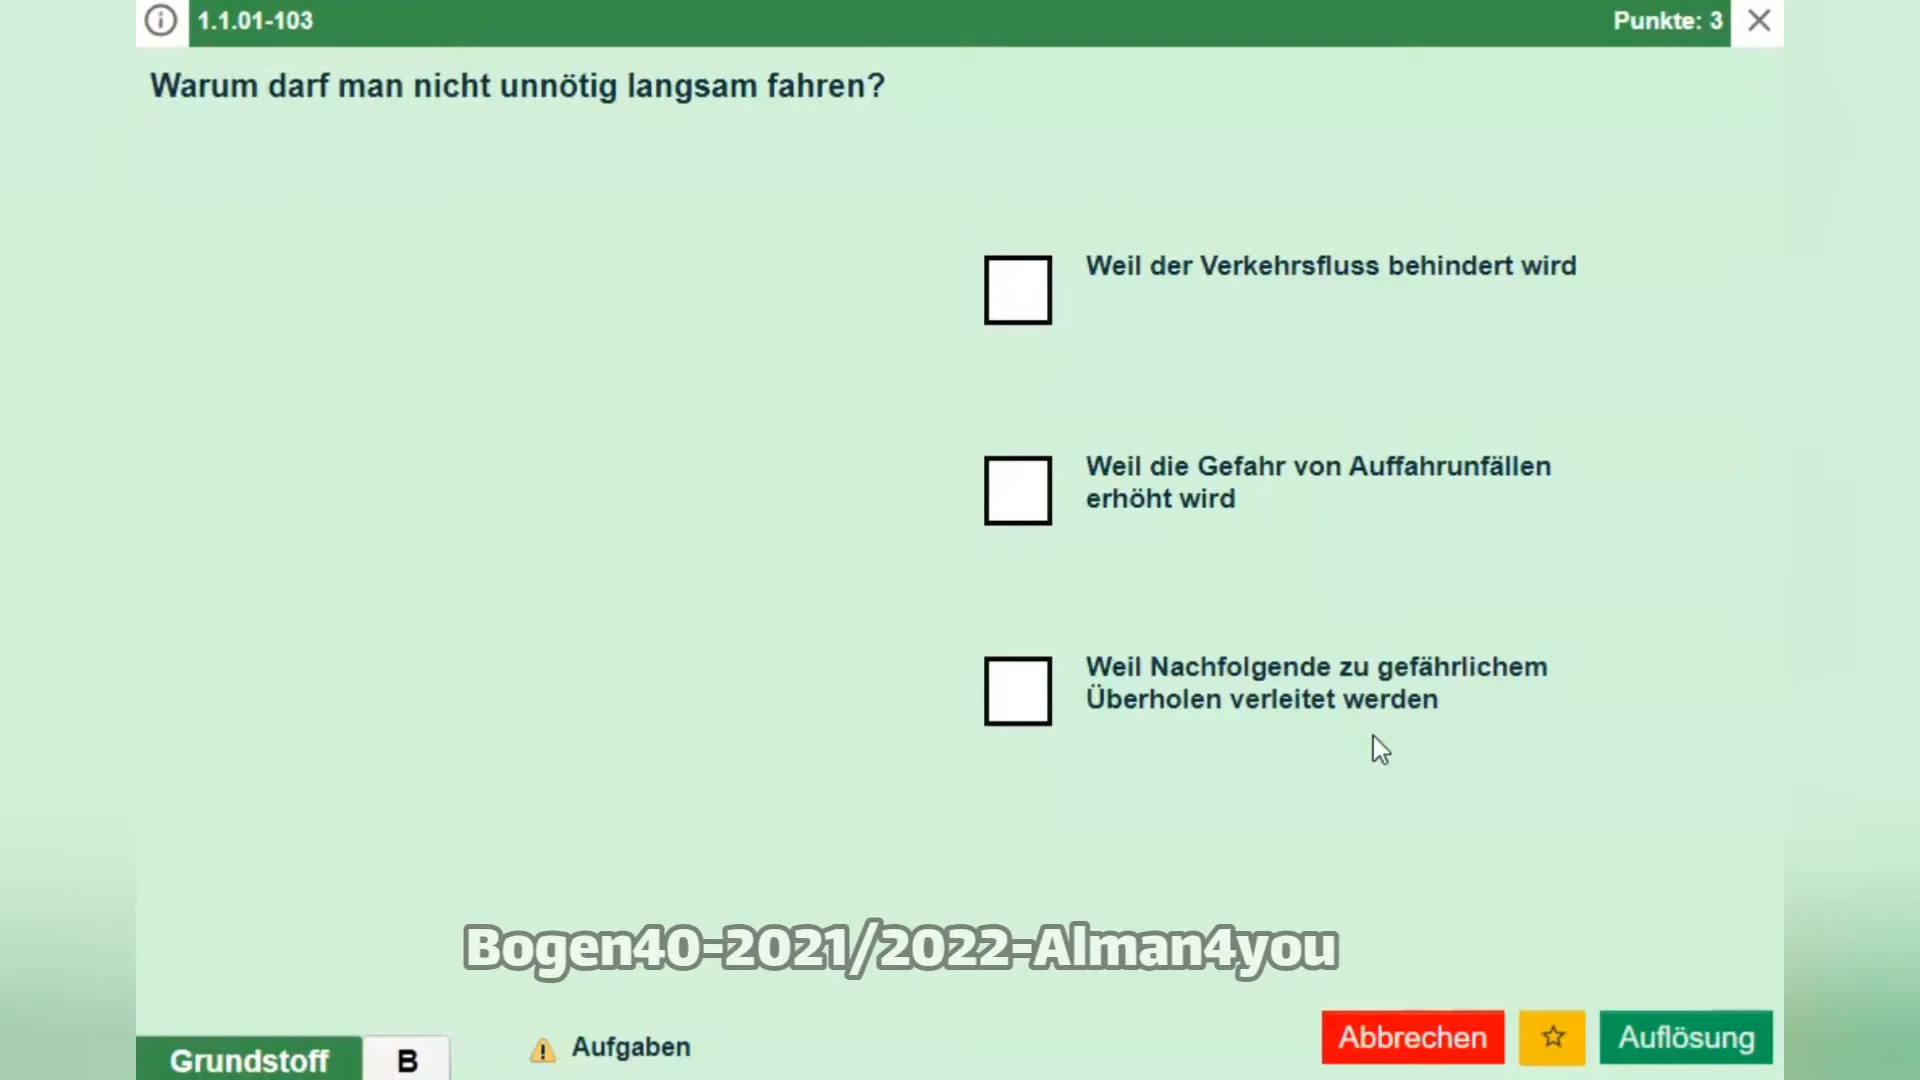 1.1.01-103
Punkte: 3
Warum darf man nicht unnötig langsam fahren?
Weil der Verkehrsfluss behindert wird
Weil die Gefahr von Auffahrunfällen
erhöht wird
Weil Nachfolgende zu gefährlichem
Überholen verleitet werden
Bogen40-2021/2022-Alman4you
Grundstoff
B
Aufgaben
Abbrechen
Auflösung